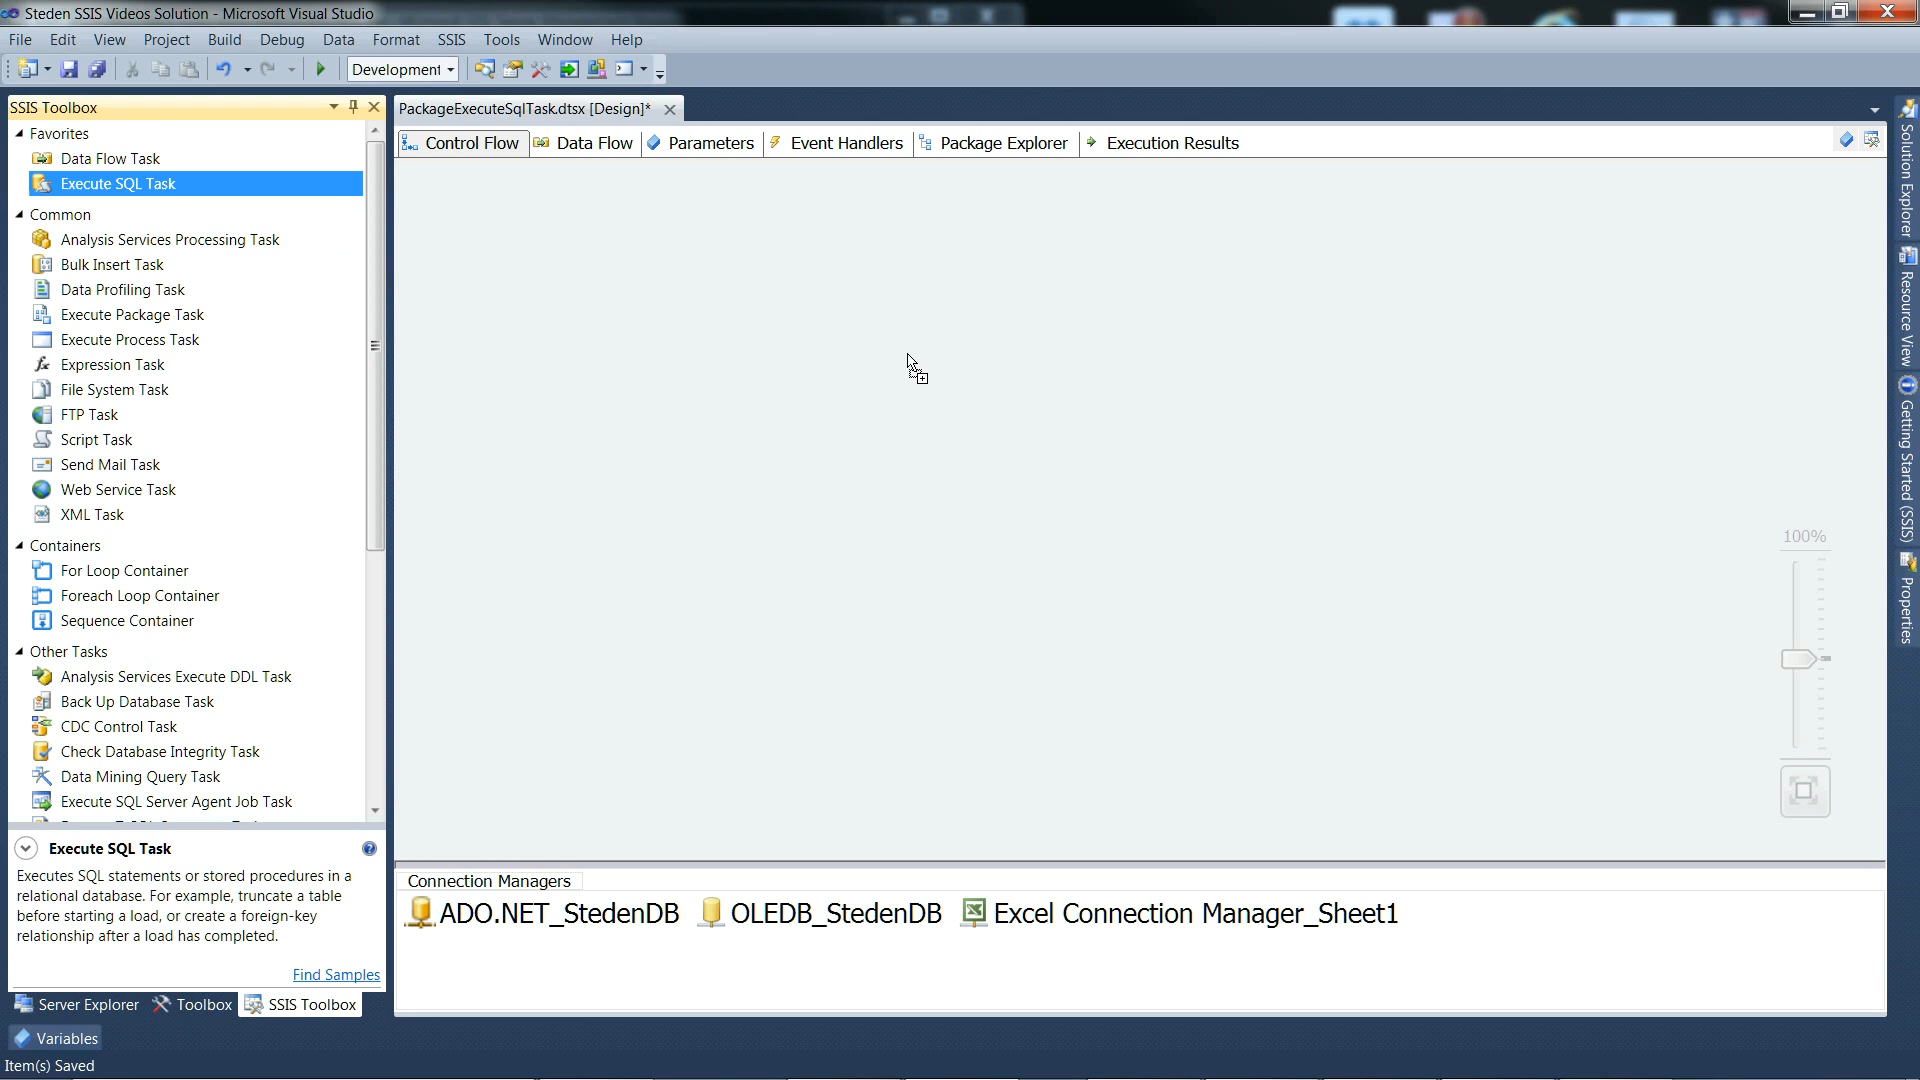 Steden SSIS Videos Solution - Microsoft Visual Studio
File Edit View Project Build Debug Data Format SSIS Tools Window Help
Development
SSIS Toolbox
Favorites
Data Flow Task
Execute SQL Task
Common
Analysis Services Processing Task
Bulk Insert Task
Data Profiling Task
Execute Package Task
Execute Process Task
Expression Task
File System Task
FTP Task
Script Task
Send Mail Task
Web Service Task
XML Task
Containers
For Loop Container
Foreach Loop Container
Sequence Container
Other Tasks
Analysis Services Execute DDL Task
Back Up Database Task
CDC Control Task
Check Database Integrity Task
Data Mining Query Task
Execute SQL Server Agent Job Task
Execute SQL Task
Executes SQL statements or stored procedures in a
relational database. For example, truncate a table
before starting a load, or create a foreign-key
relationship after a load has completed.
Find Samples
Server Explorer Toolbox SSIS Toolbox
Variables
Item(s) Saved
PackageExecuteSqlTask.dtsx [Design]*
Control Flow Data Flow Parameters Event Handlers Package Explorer Execution Results
100%
Connection Managers
ADO.NET_StedenDB OLEDB_StedenDB Excel Connection Manager_Sheet1
Solution Explorer
Resource View
Getting Started (SSIS)
Properties